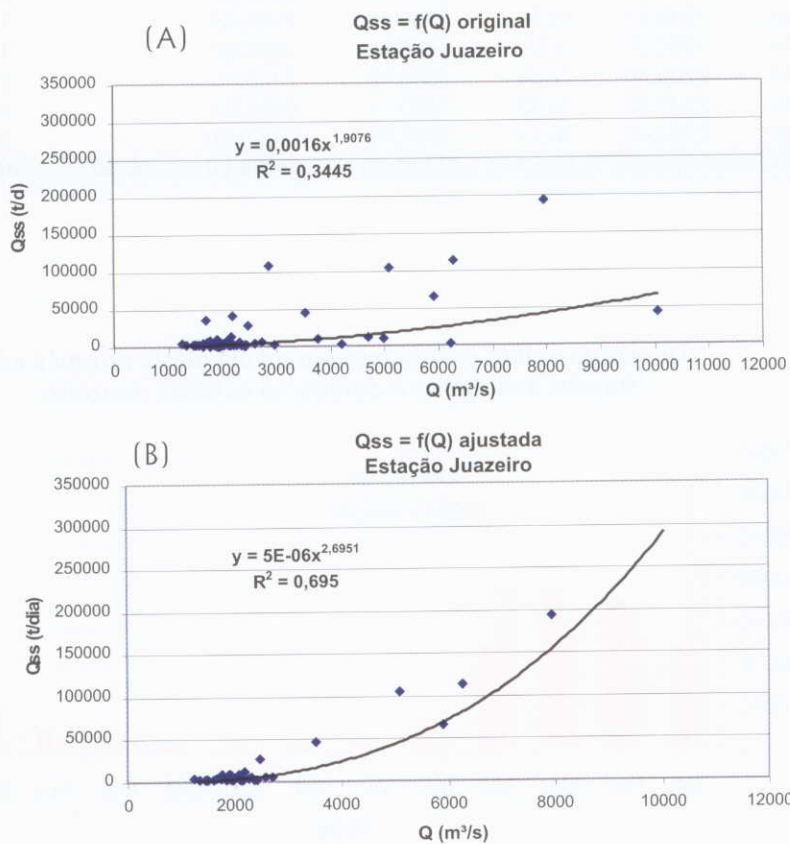 (A)
Qss = f(Q) original
Estação Juazeiro
350000
300000
250000
200000
150000
100000
50000
0
Qss (t/d)
y = 0,0016x^1,9076
R² = 0,3445
0 1000 2000 3000 4000 5000 6000 7000 8000 9000 10000 11000 12000
Q (m³/s)
(B)
Qss = f(Q) ajustada
Estação Juazeiro
350000
300000
250000
200000
150000
100000
50000
0
Qss (t/dia)
y = 5E-06x^2,6951
R² = 0,695
0 2000 4000 6000 8000 10000 12000
Q (m³/s)